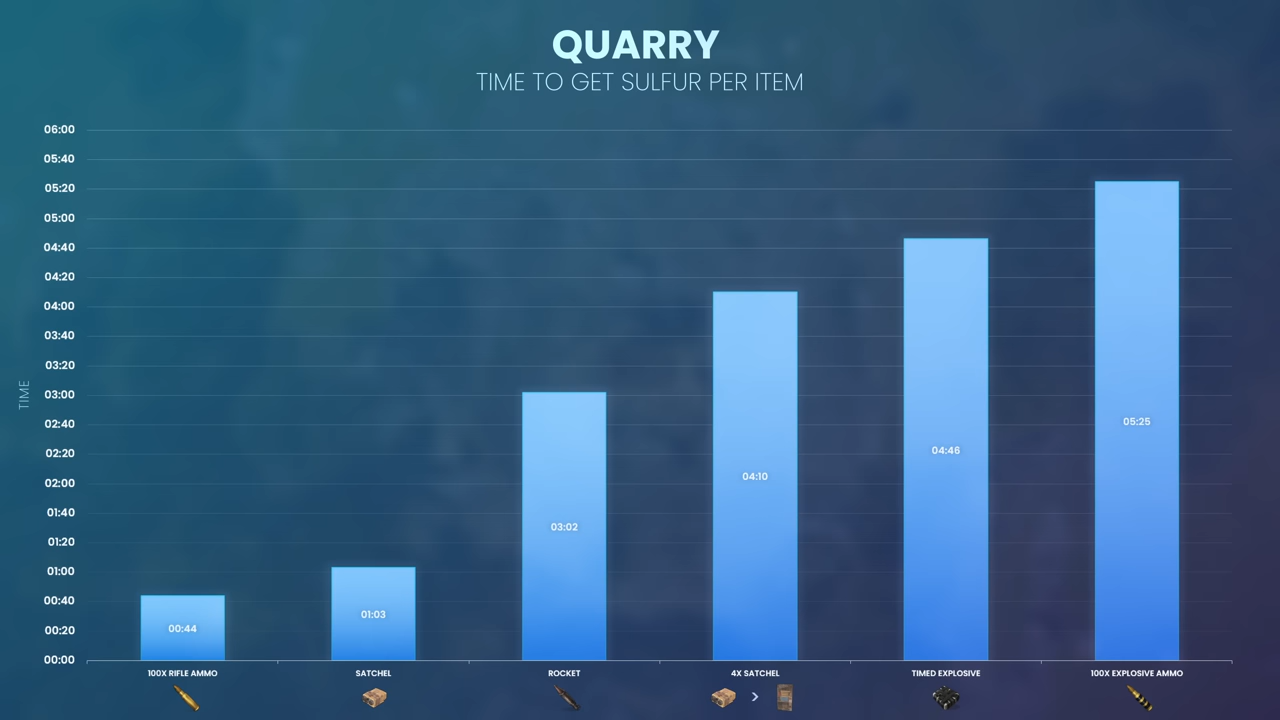 QUARRY
TIME TO GET SULFUR PER ITEM
06:00
05:40
05:20
05:00
04:40
04:20
04:00
03:40
03:20
03:00
02:40
02:20
02:00
01:40
01:20
01:00
00:40
00:20
00:00
TIME
00:44
01:03
03:02
04:10
04:46
05:25
100X RIFLE AMMO
SATCHEL
ROCKET
4X SATCHEL
TIMED EXPLOSIVE
100X EXPLOSIVE AMMO
>